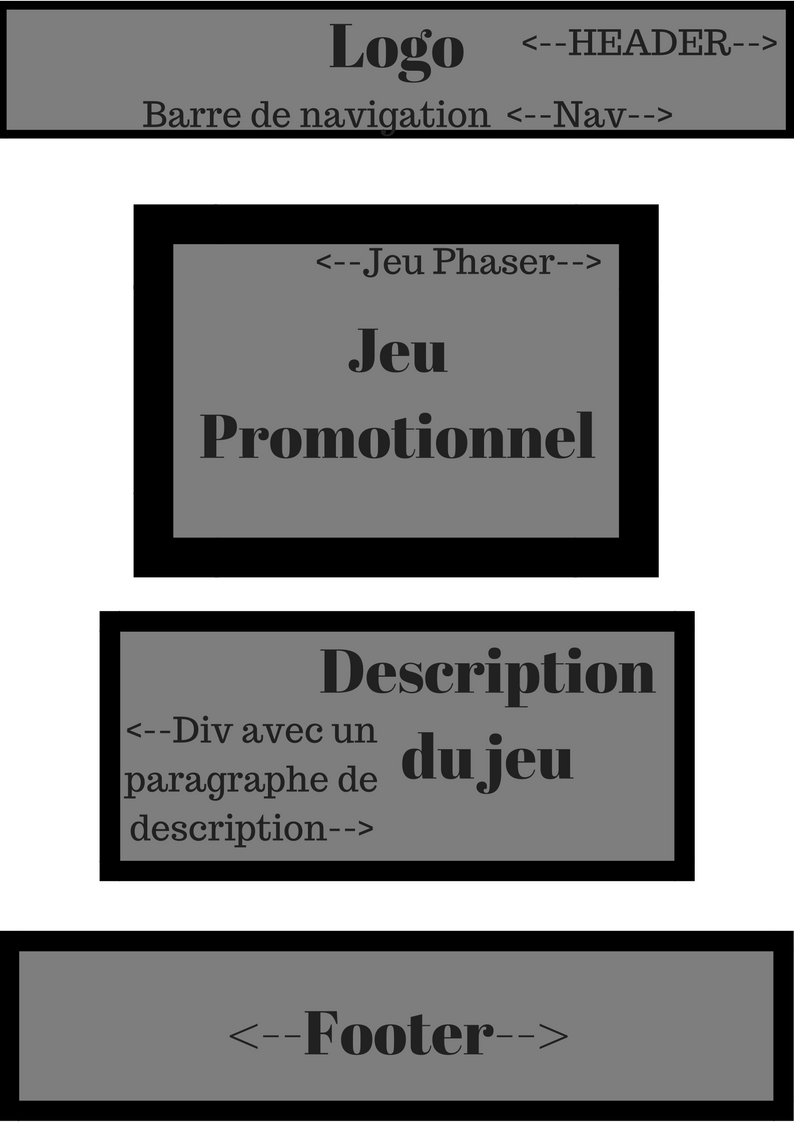 Logo <--HEADER-->
Barre de navigation <--Nav-->
<--Jeu Phaser-->
Jeu
Promotionnel
Description
du jeu
<--Div avec un
paragraphe de
description-->
<--Footer-->